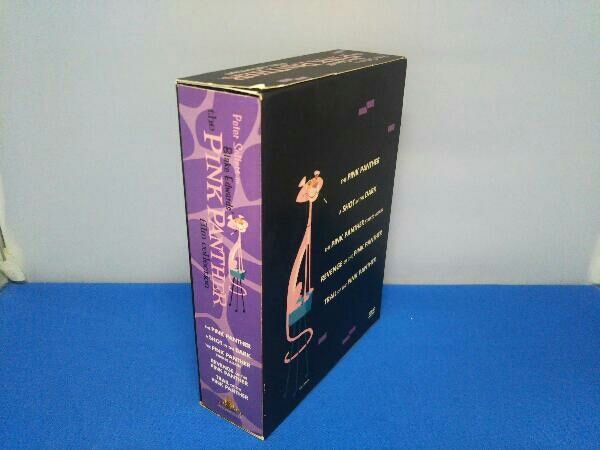 PINK PANTHER
Peter Sellers
Blake Edwards
the
PINK PANTHER
film collection
THE PINK PANTHER
A SHOT IN THE DARK
THE PINK PANTHER
REVENGE OF THE
PINK PANTHER
TRAIL OF THE
PINK PANTHER
THE PINK PANTHER
A SHOT IN THE DARK
THE PINK PANTHER STRIKES AGAIN
REVENGE OF THE PINK PANTHER
TRAIL OF THE PINK PANTHER